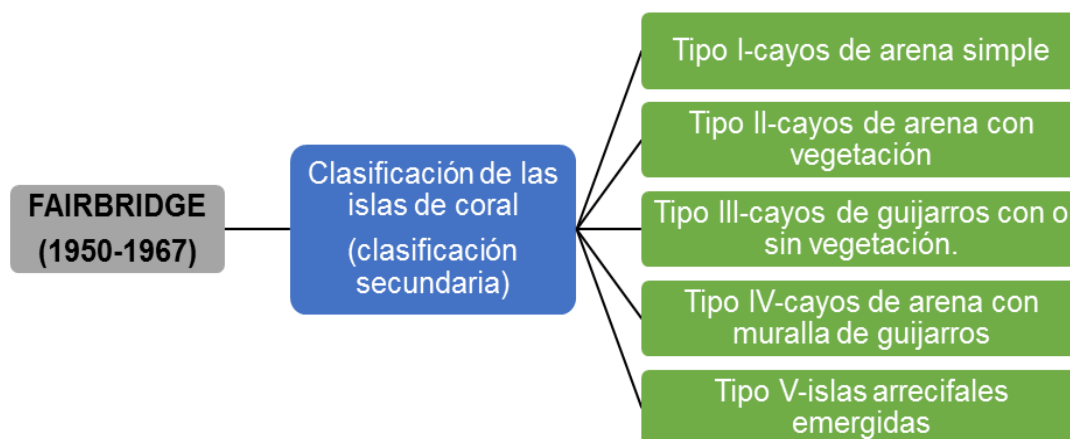 FAIRBRIDGE
(1950-1967)
Clasificación de las
islas de coral
(clasificación
secundaria)
Tipo I-cayos de arena simple
Tipo II-cayos de arena con
vegetación
Tipo III-cayos de guijarros con o
sin vegetación.
Tipo IV-cayos de arena con
muralla de guijarros
Tipo V-islas arrecifales
emergidas